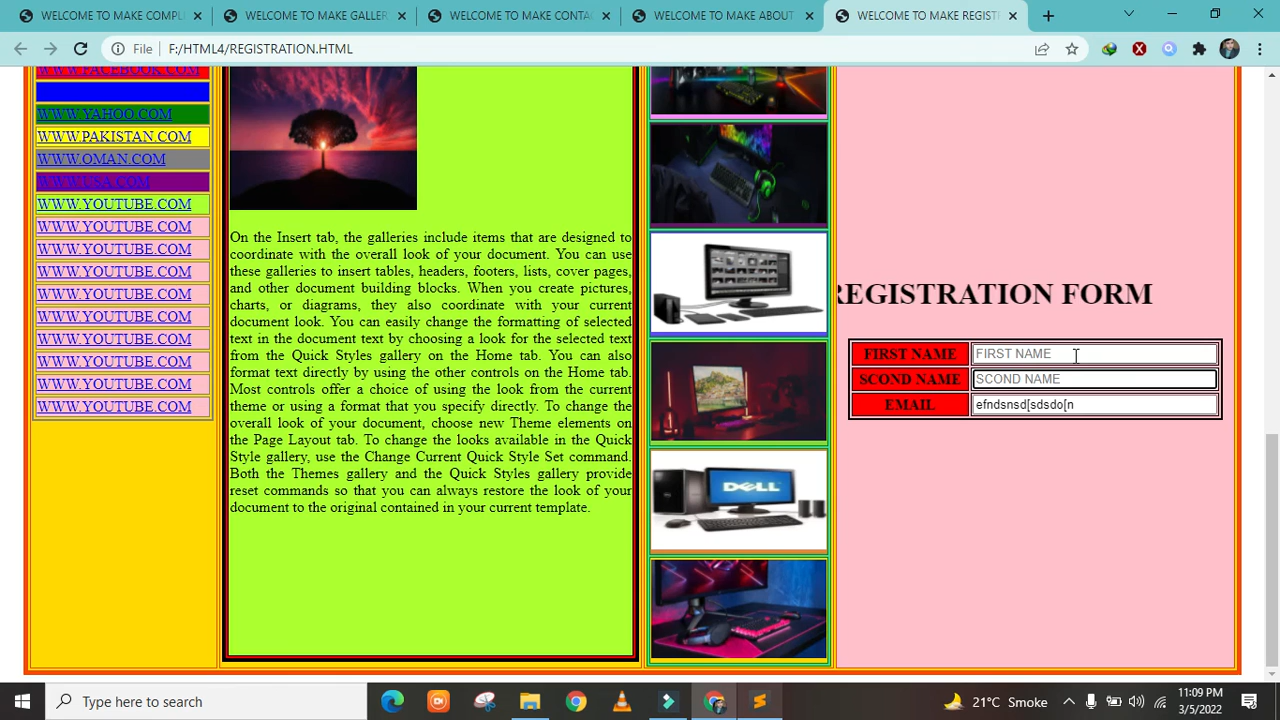 WELCOME TO MAKE COMPL
WELCOME TO MAKE GALLER
WELCOME TO MAKE CONTA
WELCOME TO MAKE ABOUT
WELCOME TO MAKE REGIST
File
F:/HTML4/REGISTRATION.HTML
WWW.FACEBOOK.COM
WWW.YAHOO.COM
WWW.PAKISTAN.COM
WWW.OMAN.COM
WWW.USA.COM
WWW.YOUTUBE.COM
WWW.YOUTUBE.COM
WWW.YOUTUBE.COM
WWW.YOUTUBE.COM
WWW.YOUTUBE.COM
WWW.YOUTUBE.COM
WWW.YOUTUBE.COM
WWW.YOUTUBE.COM
WWW.YOUTUBE.COM
WWW.YOUTUBE.COM
On the Insert tab, the galleries include items that are designed to
coordinate with the overall look of your document. You can use
these galleries to insert tables, headers, footers, lists, cover pages,
and other document building blocks. When you create pictures,
charts, or diagrams, they also coordinate with your current
document look. You can easily change the formatting of selected
text in the document text by choosing a look for the selected text
from the Quick Styles gallery on the Home tab. You can also
format text directly by using the other controls on the Home tab.
Most controls offer a choice of using the look from the current
theme or using a format that you specify directly. To change the
overall look of your document, choose new Theme elements on
the Page Layout tab. To change the looks available in the Quick
Style gallery, use the Change Current Quick Style Set command.
Both the Themes gallery and the Quick Styles gallery provide
reset commands so that you can always restore the look of your
document to the original contained in your current template.
DELL
REGISTRATION FORM
FIRST NAME FIRST NAME
SCOND NAME SCOND NAME
EMAIL efndsnsd[sdsdo[n
Type here to search
21°C Smoke
11:09 PM
3/5/2022